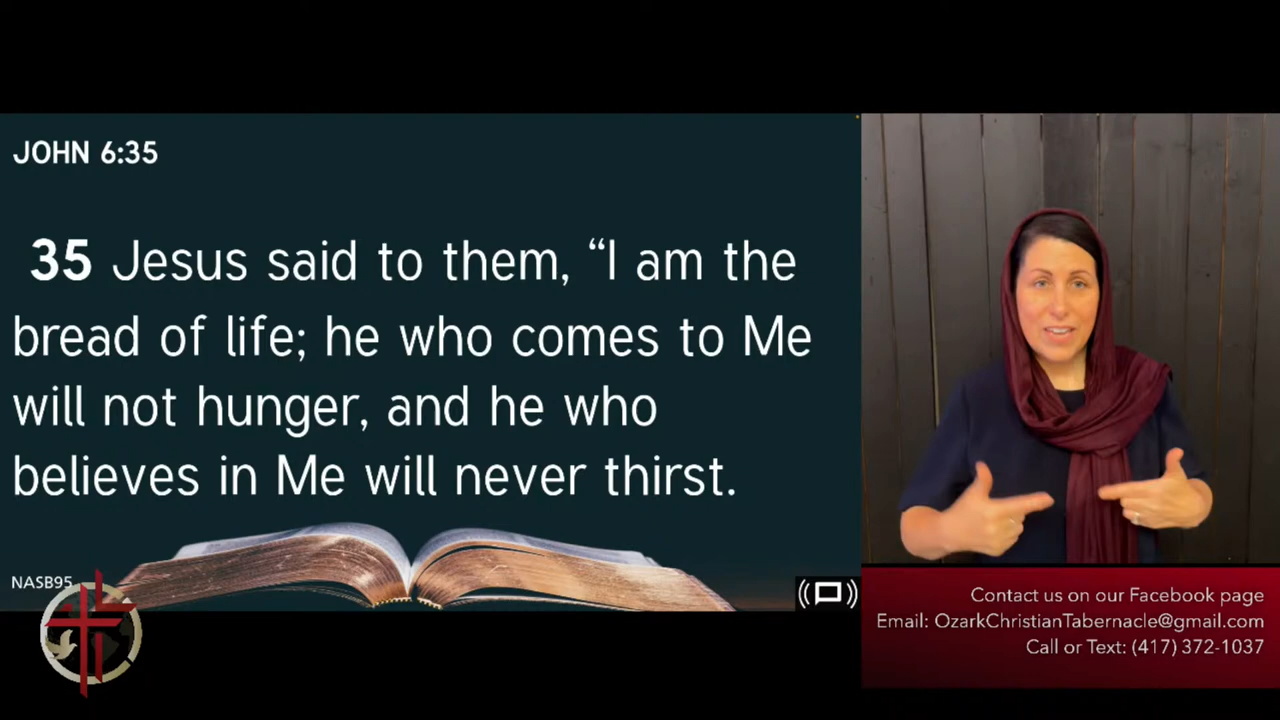 JOHN 6:35
35 Jesus said to them, “I am the
bread of life; he who comes to Me
will not hunger, and he who
believes in Me will never thirst.
NASB95
Contact us on our Facebook page
Email: OzarkChristianTabernacle@gmail.com
Call or Text: (417) 372-1037